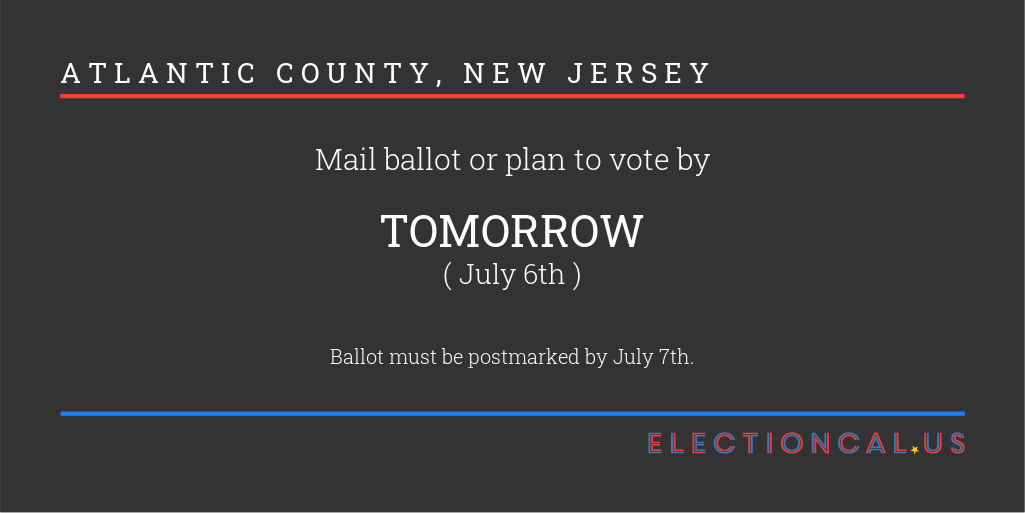 ATLANTIC COUNTY, NEW JERSEY
Mail ballot or plan to vote by
TOMORROW
( July 6th )
Ballot must be postmarked by July 7th.
ELECTIONCAL.US